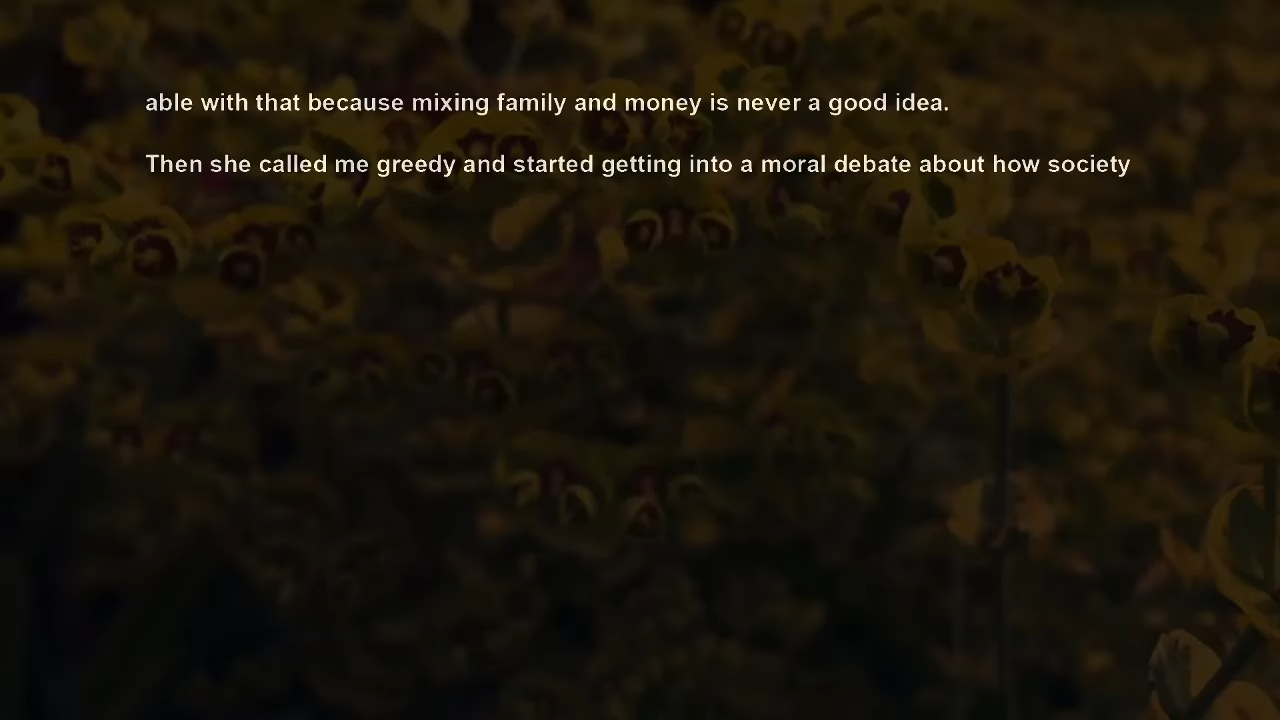 able with that because mixing family and money is never a good idea.
Then she called me greedy and started getting into a moral debate about how society